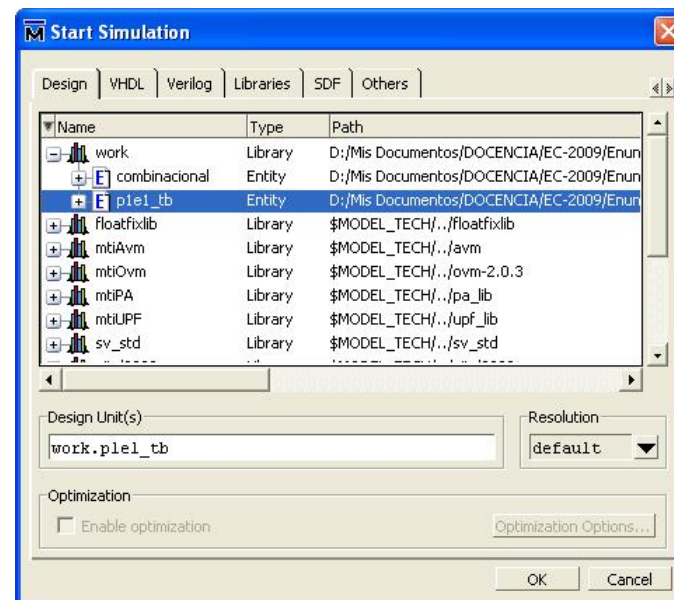 Start Simulation
Design VHDL Verilog Libraries SDF Others
Name Type Path
work Library D:/Mis Documentos/DOCENCIA/EC-2009/Enun
combinacional Entity D:/Mis Documentos/DOCENCIA/EC-2009/Enun
p1e1_tb Entity D:/Mis Documentos/DOCENCIA/EC-2009/Enun
floatfixlib Library $MODEL_TECH/../floatfixlib
mtiAvm Library $MODEL_TECH/../avm
mtiOvm Library $MODEL_TECH/../ovm-2.0.3
mtiPA Library $MODEL_TECH/../pa_lib
mtiUPF Library $MODEL_TECH/../upf_lib
sv_std Library $MODEL_TECH/../sv_std
Design Unit(s) Resolution
work.p1e1_tb default
Optimization
Enable optimization Optimization Options...
OK Cancel